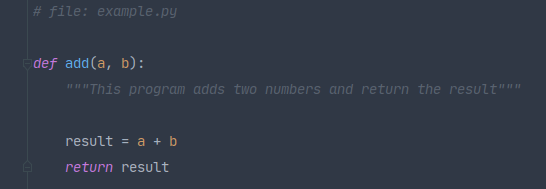 # file: example.py
def add(a, b):
"""This program adds two numbers and return the result"""
result = a + b
return result